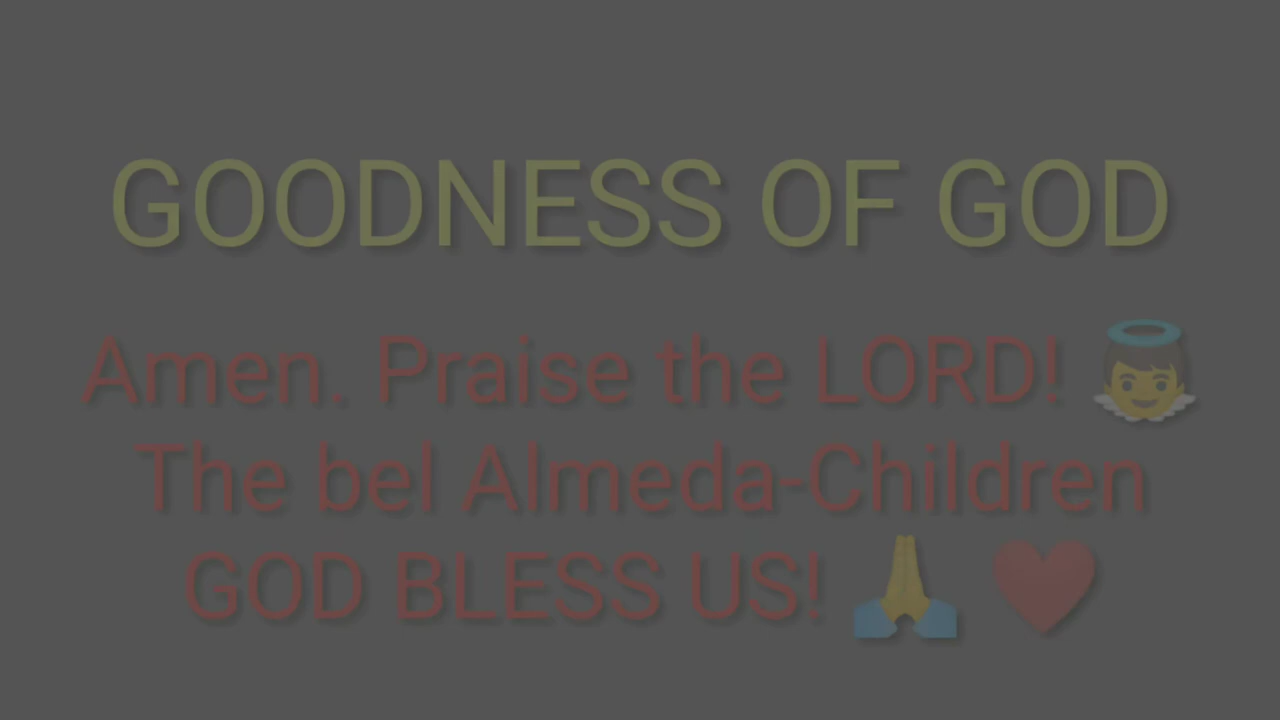 GOODNESS OF GOD
Amen. Praise the LORD! 👼
The bel Almeda-Children
GOD BLESS US! 🙏 ❤️